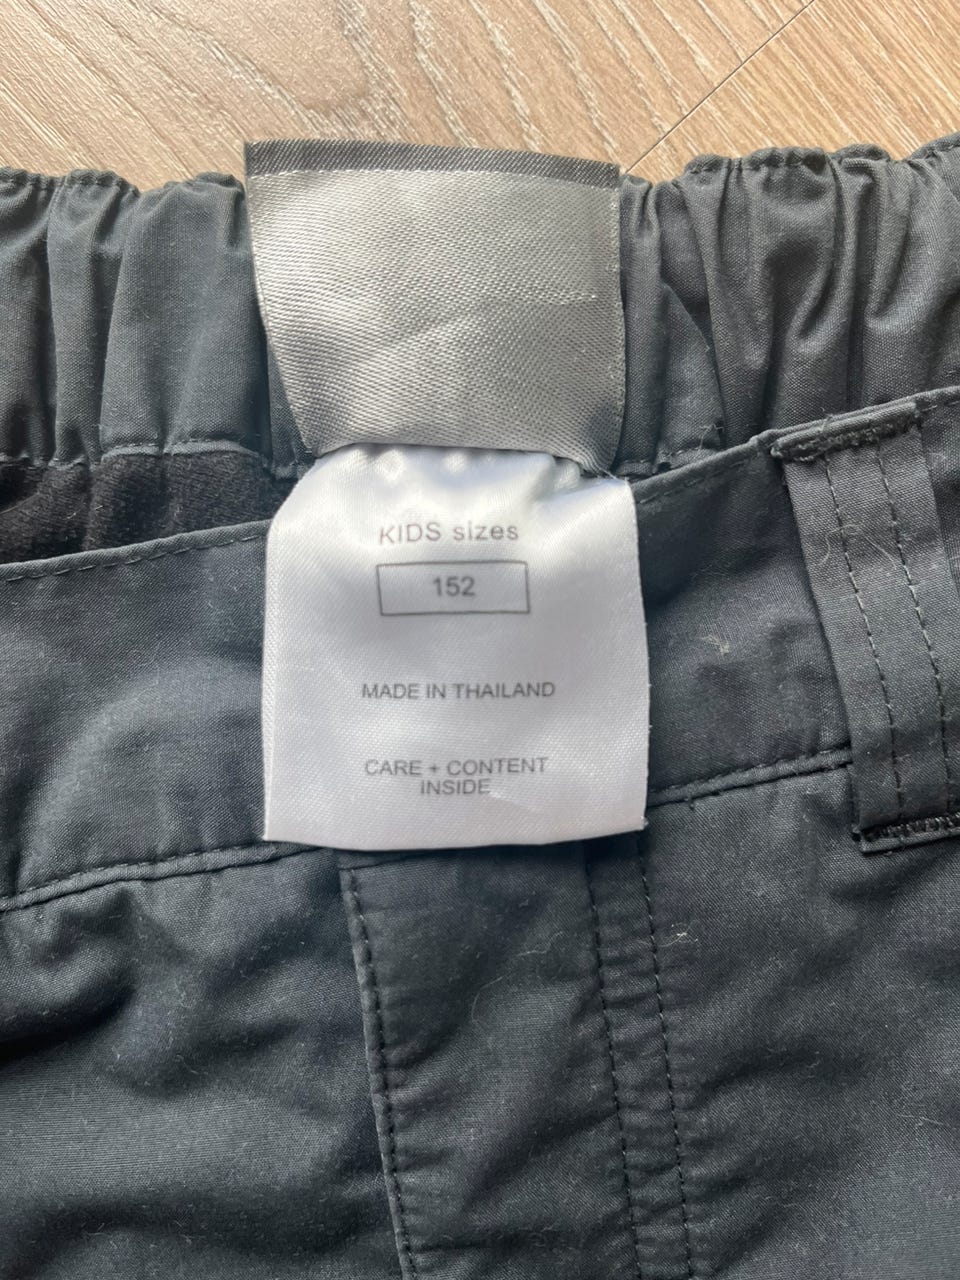 KIDS sizes
152
MADE IN THAILAND
CARE + CONTENT
INSIDE